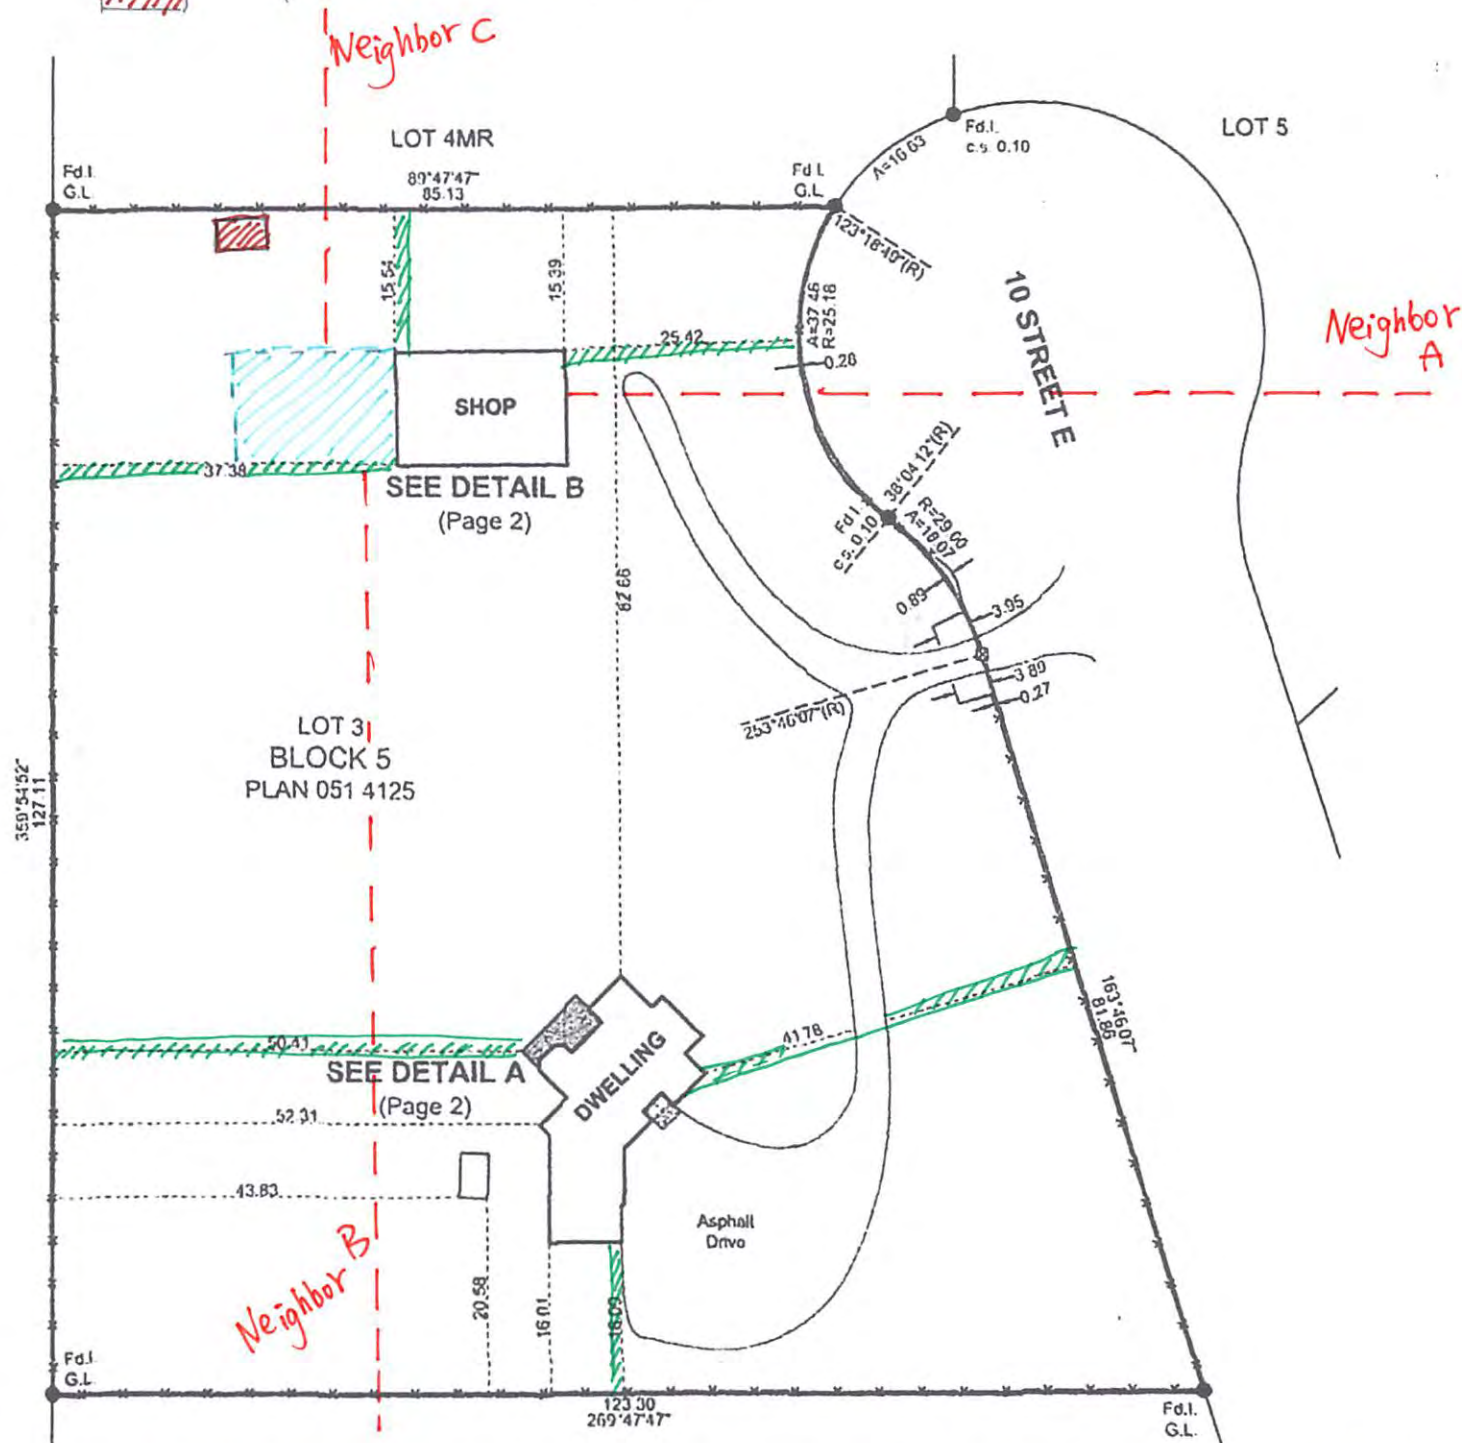 Neighbor C
LOT 4MR
LOT 5
Fd.I.
G.L.
89°47'47"
85.13
Fd.I.
G.L.
A=16.63
Fd.I.
c.s. 0.10
123°18'49"(R)
15.54
15.39
A=37.46
R=25.18
10 STREET E
Neighbor
A
25.42
0.28
SHOP
37.38
SEE DETAIL B
(Page 2)
38°04'12"(R)
Fd.I.
c.s. 0.10
R=29.60
A=18.07
62.66
0.89
3.95
3.89
0.27
253°46'07"(R)
LOT 3
BLOCK 5
PLAN 051 4125
359°54'52"
127.11
50.41
SEE DETAIL A
(Page 2)
DWELLING
41.78
163°46'07"
81.86
52.31
43.83
Asphalt
Drive
Neighbor B
20.58
16.01
16.09
Fd.I.
G.L.
123.30
269°47'47"
Fd.I.
G.L.